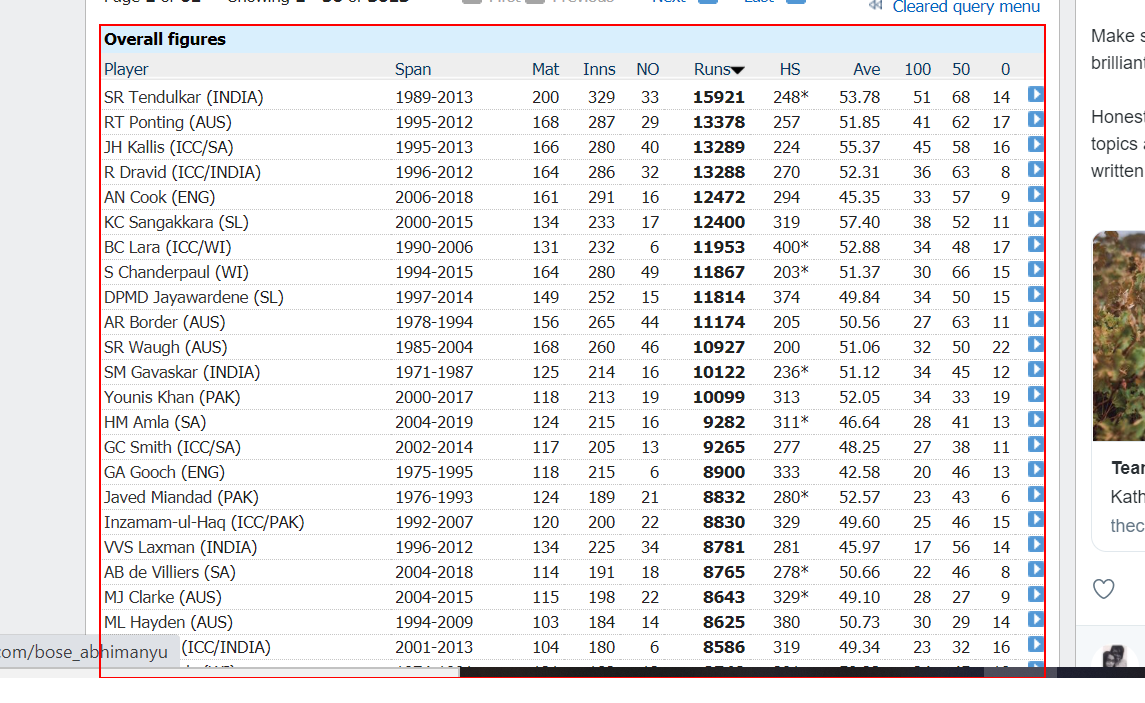 First Previous Next Last
Cleared query menu
Overall figures
Player Span Mat Inns NO Runs HS Ave 100 50 0
SR Tendulkar (INDIA) 1989-2013 200 329 33 15921 248* 53.78 51 68 14
RT Ponting (AUS) 1995-2012 168 287 29 13378 257 51.85 41 62 17
JH Kallis (ICC/SA) 1995-2013 166 280 40 13289 224 55.37 45 58 16
R Dravid (ICC/INDIA) 1996-2012 164 286 32 13288 270 52.31 36 63 8
AN Cook (ENG) 2006-2018 161 291 16 12472 294 45.35 33 57 9
KC Sangakkara (SL) 2000-2015 134 233 17 12400 319 57.40 38 52 11
BC Lara (ICC/WI) 1990-2006 131 232 6 11953 400* 52.88 34 48 17
S Chanderpaul (WI) 1994-2015 164 280 49 11867 203* 51.37 30 66 15
DPMD Jayawardene (SL) 1997-2014 149 252 15 11814 374 49.84 34 50 15
AR Border (AUS) 1978-1994 156 265 44 11174 205 50.56 27 63 11
SR Waugh (AUS) 1985-2004 168 260 46 10927 200 51.06 32 50 22
SM Gavaskar (INDIA) 1971-1987 125 214 16 10122 236* 51.12 34 45 12
Younis Khan (PAK) 2000-2017 118 213 19 10099 313 52.05 34 33 19
HM Amla (SA) 2004-2019 124 215 16 9282 311* 46.64 28 41 13
GC Smith (ICC/SA) 2002-2014 117 205 13 9265 277 48.25 27 38 11
GA Gooch (ENG) 1975-1995 118 215 6 8900 333 42.58 20 46 13
Javed Miandad (PAK) 1976-1993 124 189 21 8832 280* 52.57 23 43 6
Inzamam-ul-Haq (ICC/PAK) 1992-2007 120 200 22 8830 329 49.60 25 46 15
VVS Laxman (INDIA) 1996-2012 134 225 34 8781 281 45.97 17 56 14
AB de Villiers (SA) 2004-2018 114 191 18 8765 278* 50.66 22 46 8
MJ Clarke (AUS) 2004-2015 115 198 22 8643 329* 49.10 28 27 9
ML Hayden (AUS) 1994-2009 103 184 14 8625 380 50.73 30 29 14
(ICC/INDIA) 2001-2013 104 180 6 8586 319 49.34 23 32 16
com/bose_abhimanyu
Make s
brilliant
Honest
topics
written
Tear
Kath
thec